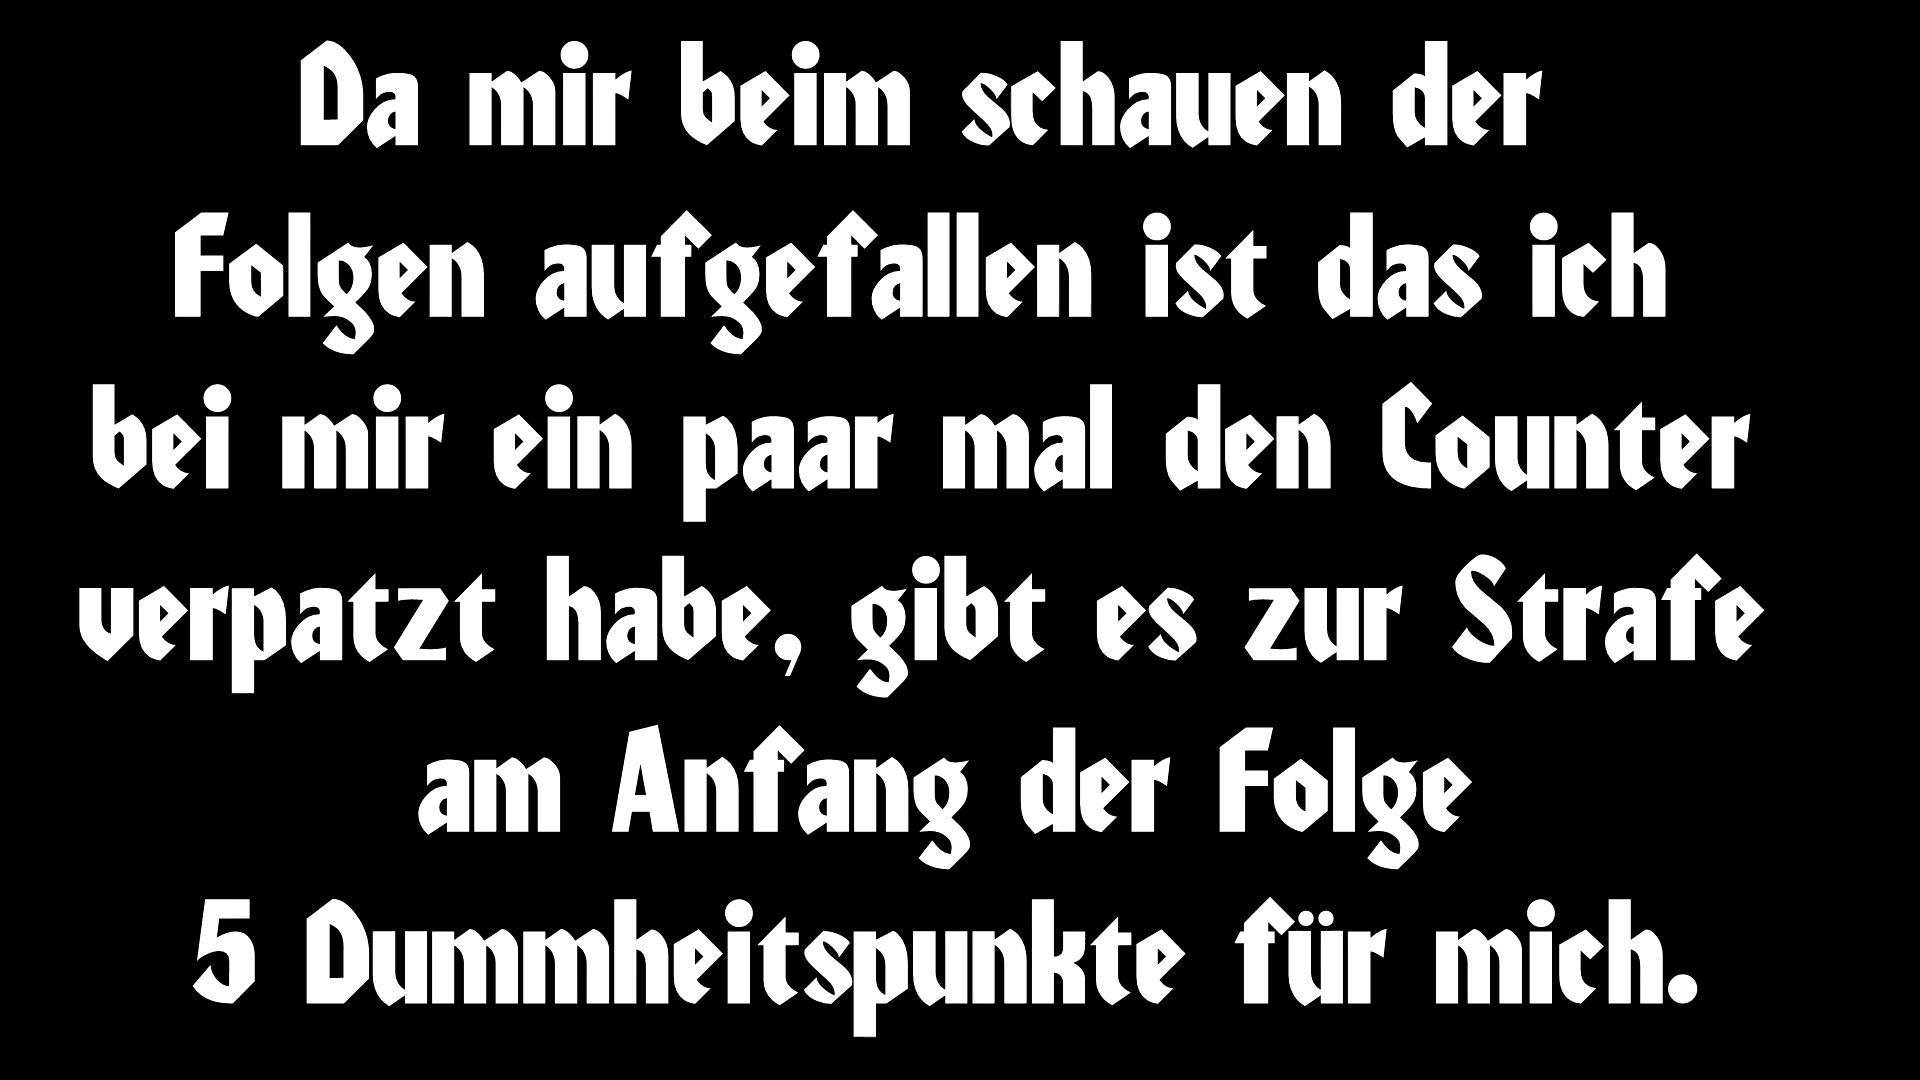 Da mir beim schauen der
Folgen aufgefallen ist das ich
bei mir ein paar mal den Counter
verpatzt habe, gibt es zur Strafe
am Anfang der Folge
5 Dummheitspunkte für mich.